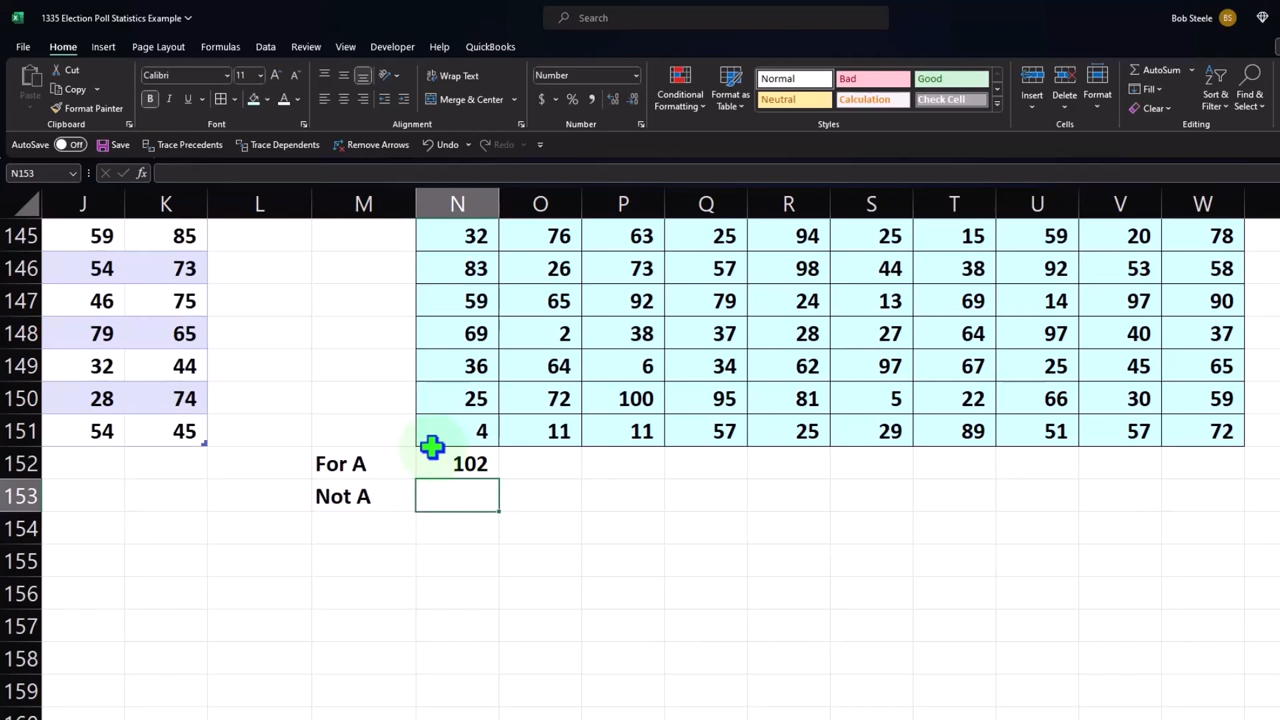 1335 Election Poll Statistics Example
Search
Bob Steele
BS
File Home Insert Page Layout Formulas Data Review View Developer Help QuickBooks
Paste
Cut
Copy
Format Painter
Clipboard
Calibri 11
B I U
Font
Wrap Text
Merge & Center
Alignment
Number
$ % ,
Number
Conditional Formatting
Format as Table
Normal Bad Good
Neutral Calculation Check Cell
Styles
Insert Delete Format
Cells
AutoSum
Fill
Clear
Sort & Filter
Find & Select
Editing
AutoSave Off Save Trace Precedents Trace Dependents Remove Arrows Undo Redo
N153 fx
J K L M N O P Q R S T U V W
145 59 85 32 76 63 25 94 25 15 59 20 78
146 54 73 83 26 73 57 98 44 38 92 53 58
147 46 75 59 65 92 79 24 13 69 14 97 90
148 79 65 69 2 38 37 28 27 64 97 40 37
149 32 44 36 64 6 34 62 97 67 25 45 65
150 28 74 25 72 100 95 81 5 22 66 30 59
151 54 45 4 11 11 57 25 29 89 51 57 72
152 For A 102
153 Not A
154
155
156
157
158
159
160